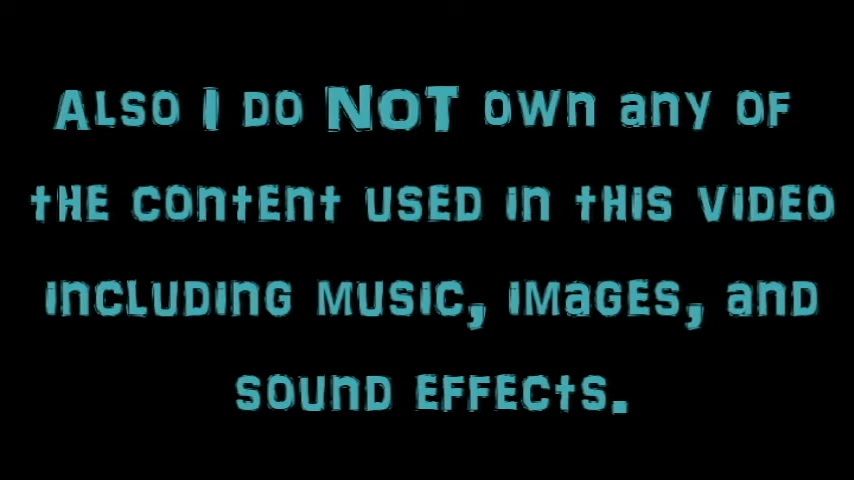 Also I do NOT own any of
the content used in this video
including music, images, and
sound effects.